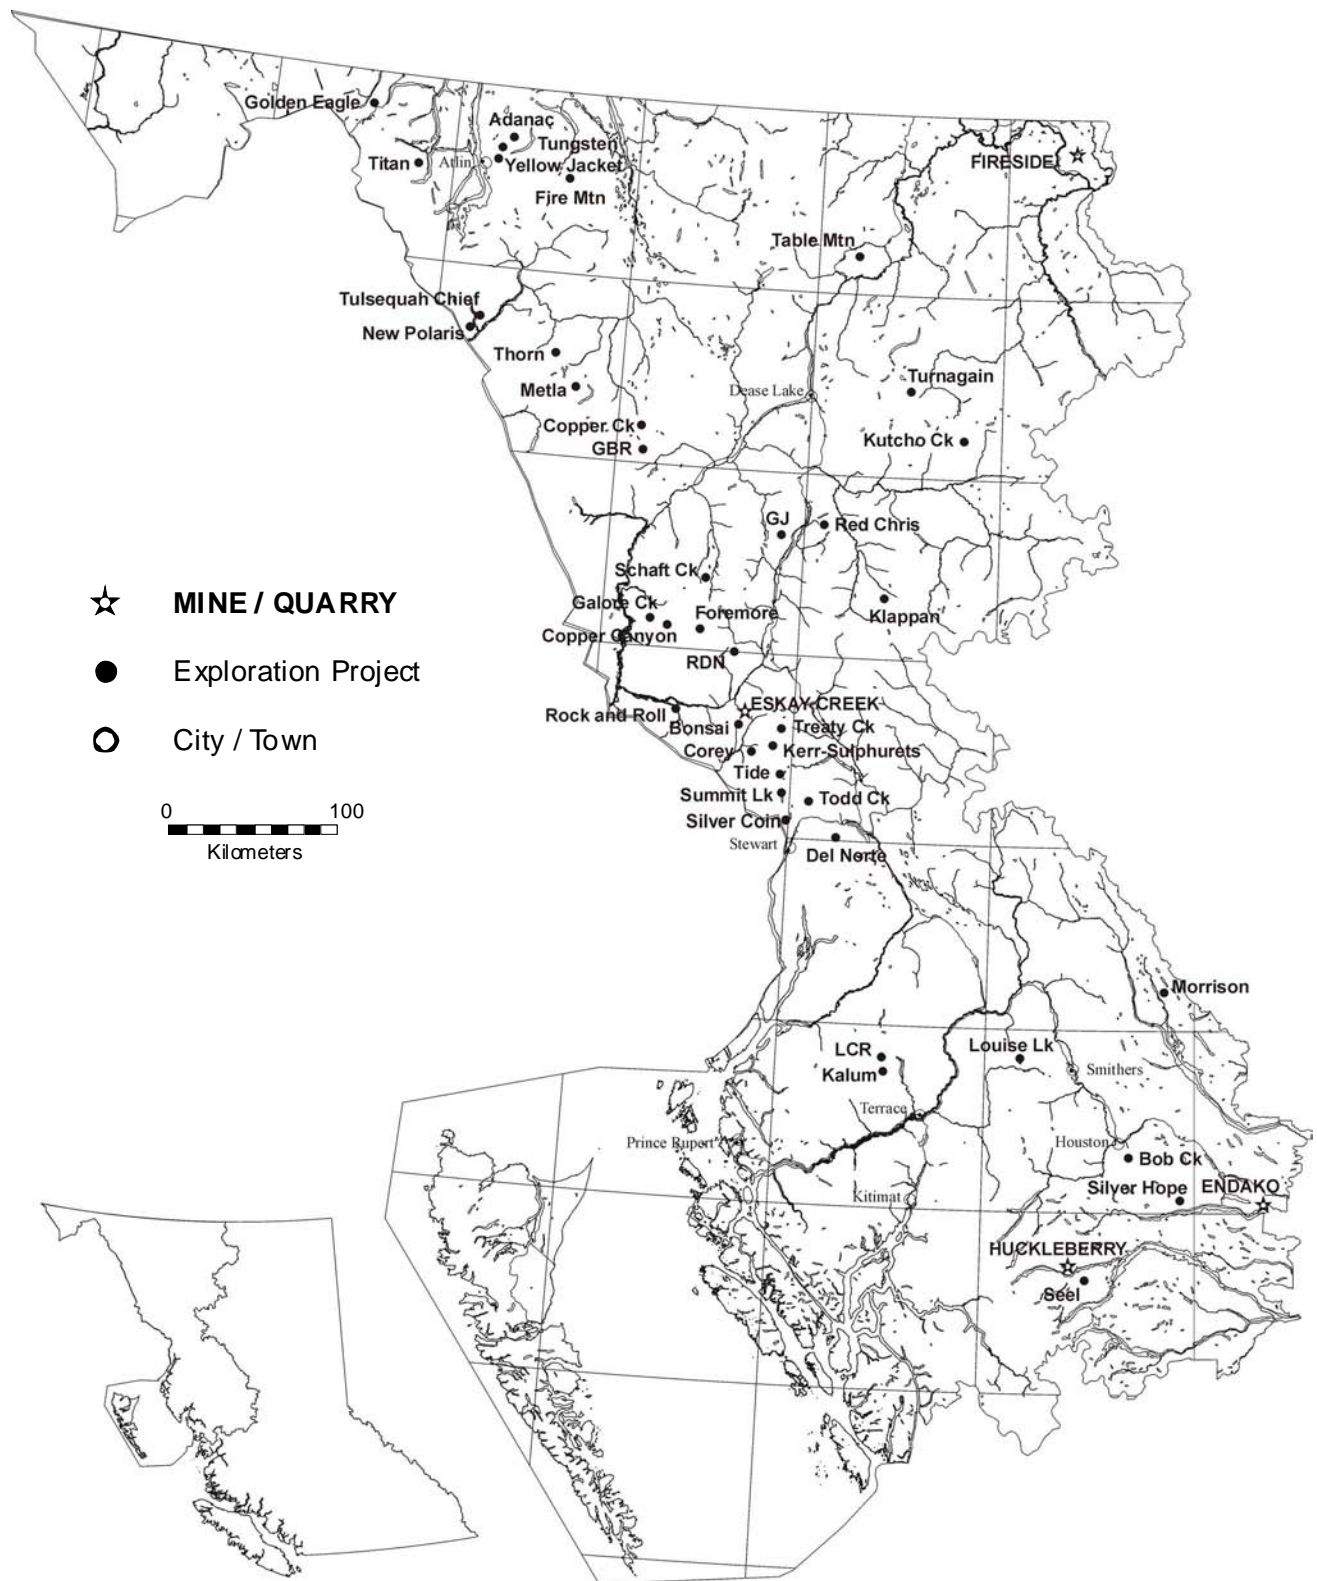 Golden Eagle
Adanac
Tungsten
Titan
Atlin
Yellow Jacket
Fire Mtn
FIRESIDE
Table Mtn
Tulsequah Chief
New Polaris
Thorn
Metla
Dease Lake
Turnagain
Copper Ck
GBR
Kutcho Ck
GJ
Red Chris
Schaft Ck
Galore Ck
Foremore
Klappan
Copper Canyon
RDN
MINE / QUARRY
Exploration Project
City / Town
0 100
Kilometers
Rock and Roll
ESKAY CREEK
Bonsai
Treaty Ck
Corey
Kerr-Sulphurets
Tide
Summit Lk
Todd Ck
Silver Coin
Stewart
Del Norte
Morrison
LCR
Louise Lk
Kalum
Smithers
Terrace
Prince Rupert
Houston
Bob Ck
Kitimat
Silver Hope
ENDAKO
HUCKLEBERRY
Seel